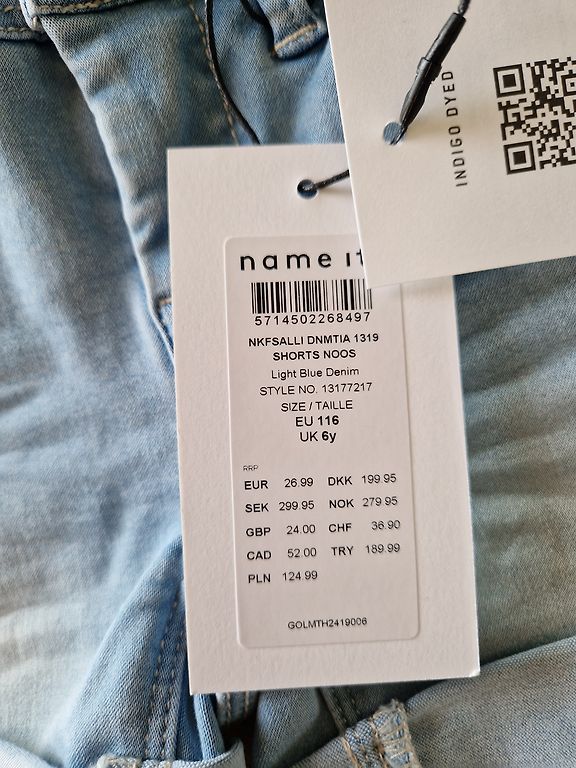 INDIGO DYED
name it
5714502268497
NKFSALLI DNMTIA 1319
SHORTS NOOS
Light Blue Denim
STYLE NO. 13177217
SIZE / TAILLE
EU 116
UK 6y
RRP
EUR 26.99 DKK 199.95
SEK 299.95 NOK 279.95
GBP 24.00 CHF 36.90
CAD 52.00 TRY 189.99
PLN 124.99
GOLMTH2419006